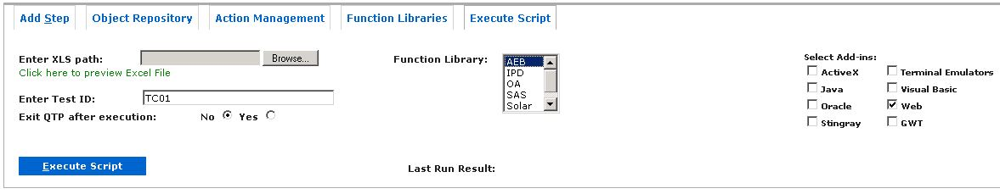 Add Step Object Repository Action Management Function Libraries Execute Script
Enter XLS path: Browse... Function Library: AEB Select Add-ins:
Click here to preview Excel File IPD ActiveX Terminal Emulators
OA Java Visual Basic
Enter Test ID: TC01 SAS Oracle Web
Exit QTP after execution: No Yes Solar Stingray GWT
Execute Script Last Run Result: